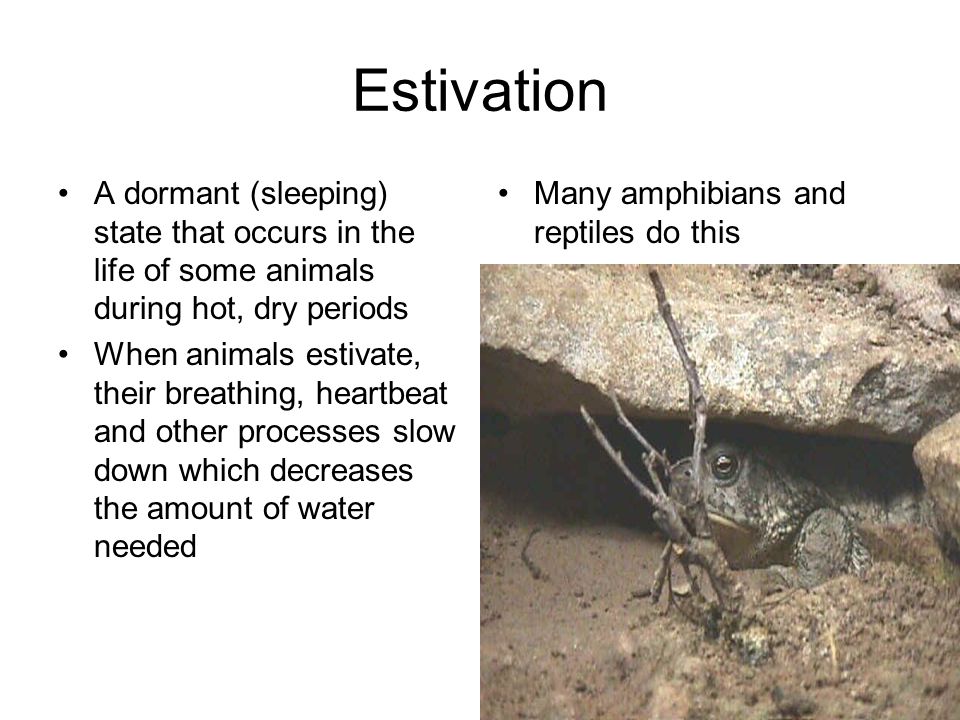 Estivation
• A dormant (sleeping)
state that occurs in the
life of some animals
during hot, dry periods
• When animals estivate,
their breathing, heartbeat
and other processes slow
down which decreases
the amount of water
needed
• Many amphibians and
reptiles do this